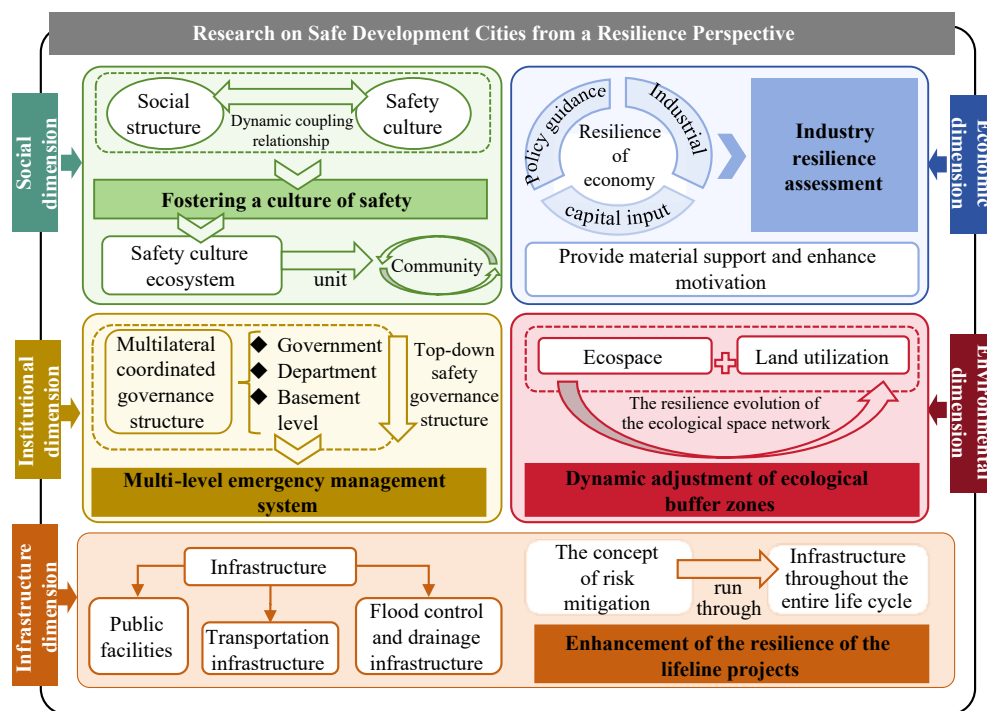 Research on Safe Development Cities from a Resilience Perspective
Social
dimension
Social
structure
Safety
culture
Dynamic coupling
relationship
Fostering a culture of safety
Safety culture
ecosystem
unit
Community
Economic
dimension
Policy guidance
Industrial
capital input
Resilience
of
economy
Industry
resilience
assessment
Provide material support and enhance
motivation
Institutional
dimension
Multilateral
coordinated
governance
structure
◆ Government
◆ Department
◆ Basement
level
Top-down
safety
governance
structure
Multi-level emergency management
system
Environmental
dimension
Ecospace
Land utilization
The resilience evolution of
the ecological space network
Dynamic adjustment of ecological
buffer zones
Infrastructure
dimension
Infrastructure
Public
facilities
Transportation
infrastructure
Flood control
and drainage
infrastructure
The concept
of risk
mitigation
run
through
Infrastructure
throughout the
entire life cycle
Enhancement of the resilience of the
lifeline projects